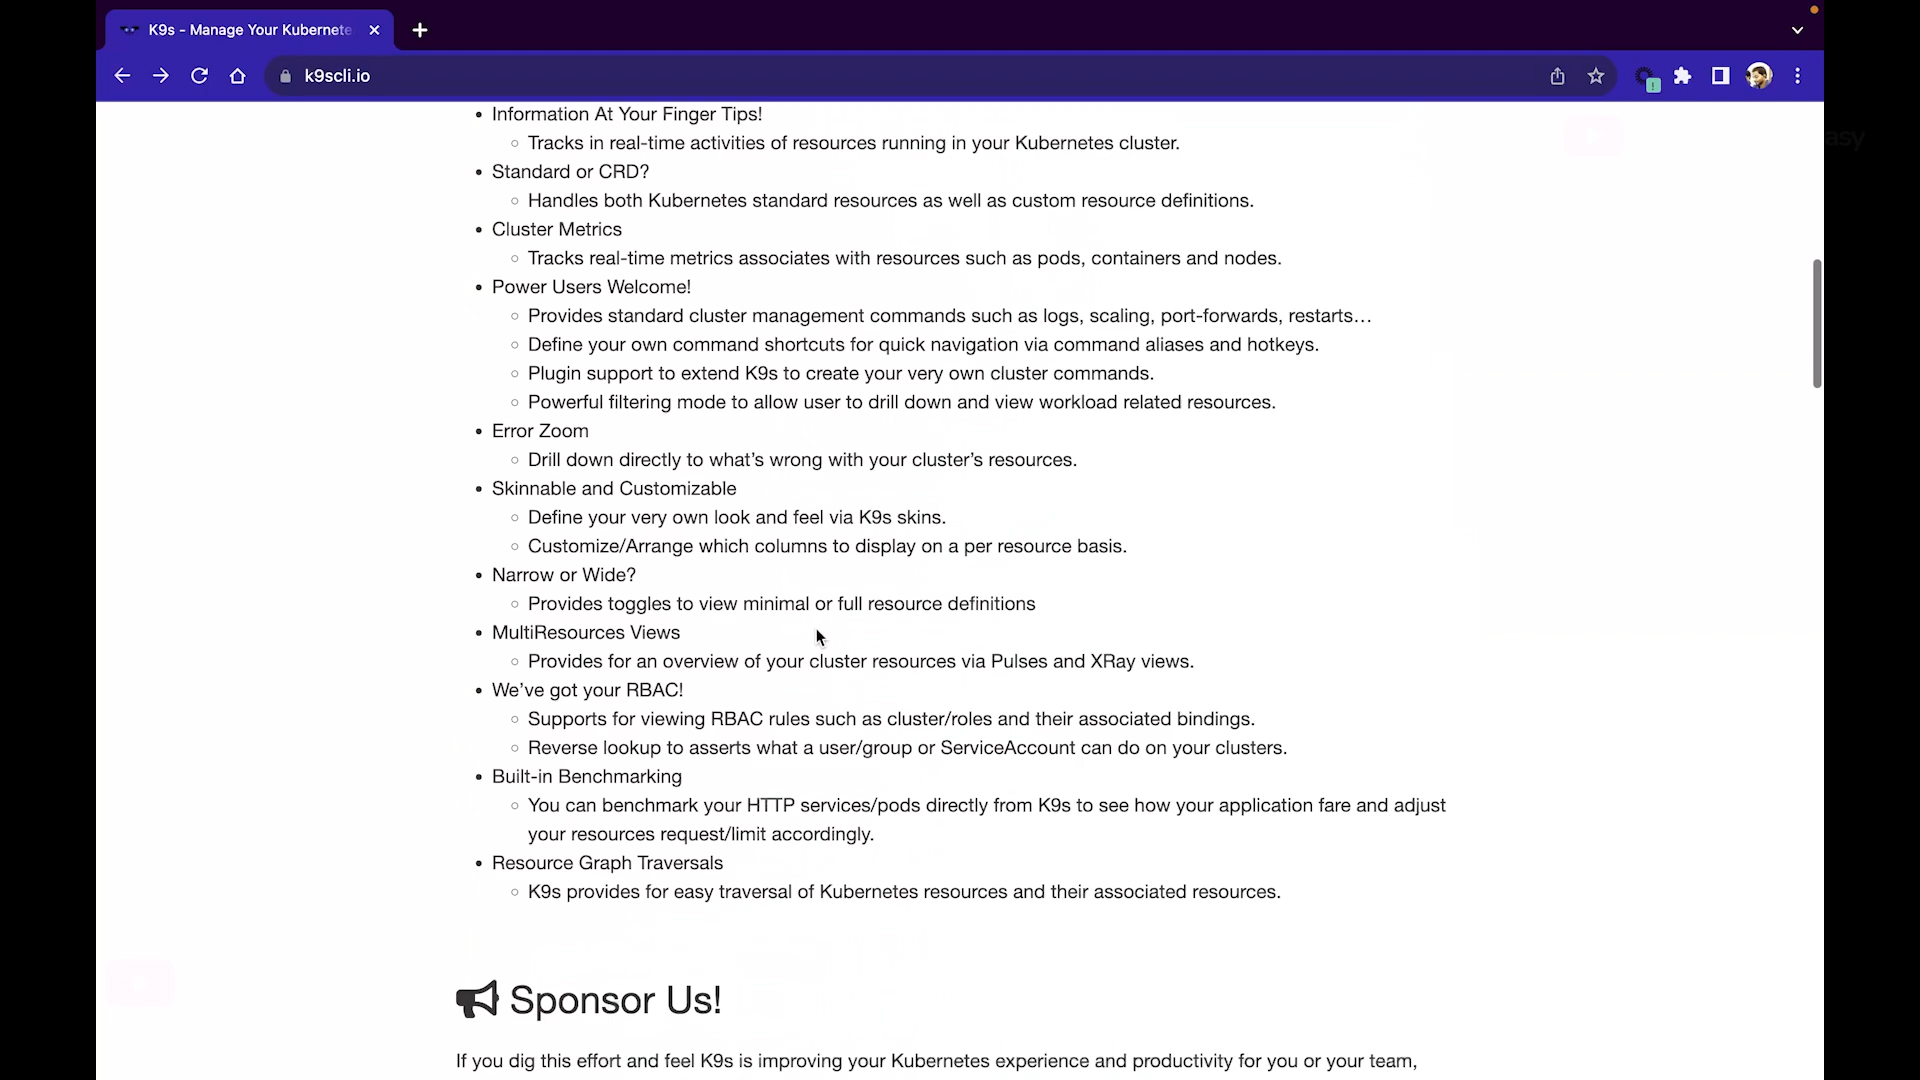 K9s - Manage Your Kubernete
k9scli.io
Information At Your Finger Tips!
Tracks in real-time activities of resources running in your Kubernetes cluster.
Standard or CRD?
Handles both Kubernetes standard resources as well as custom resource definitions.
Cluster Metrics
Tracks real-time metrics associates with resources such as pods, containers and nodes.
Power Users Welcome!
Provides standard cluster management commands such as logs, scaling, port-forwards, restarts…
Define your own command shortcuts for quick navigation via command aliases and hotkeys.
Plugin support to extend K9s to create your very own cluster commands.
Powerful filtering mode to allow user to drill down and view workload related resources.
Error Zoom
Drill down directly to what’s wrong with your cluster’s resources.
Skinnable and Customizable
Define your very own look and feel via K9s skins.
Customize/Arrange which columns to display on a per resource basis.
Narrow or Wide?
Provides toggles to view minimal or full resource definitions
MultiResources Views
Provides for an overview of your cluster resources via Pulses and XRay views.
We’ve got your RBAC!
Supports for viewing RBAC rules such as cluster/roles and their associated bindings.
Reverse lookup to asserts what a user/group or ServiceAccount can do on your clusters.
Built-in Benchmarking
You can benchmark your HTTP services/pods directly from K9s to see how your application fare and adjust
your resources request/limit accordingly.
Resource Graph Traversals
K9s provides for easy traversal of Kubernetes resources and their associated resources.
Sponsor Us!
If you dig this effort and feel K9s is improving your Kubernetes experience and productivity for you or your team,